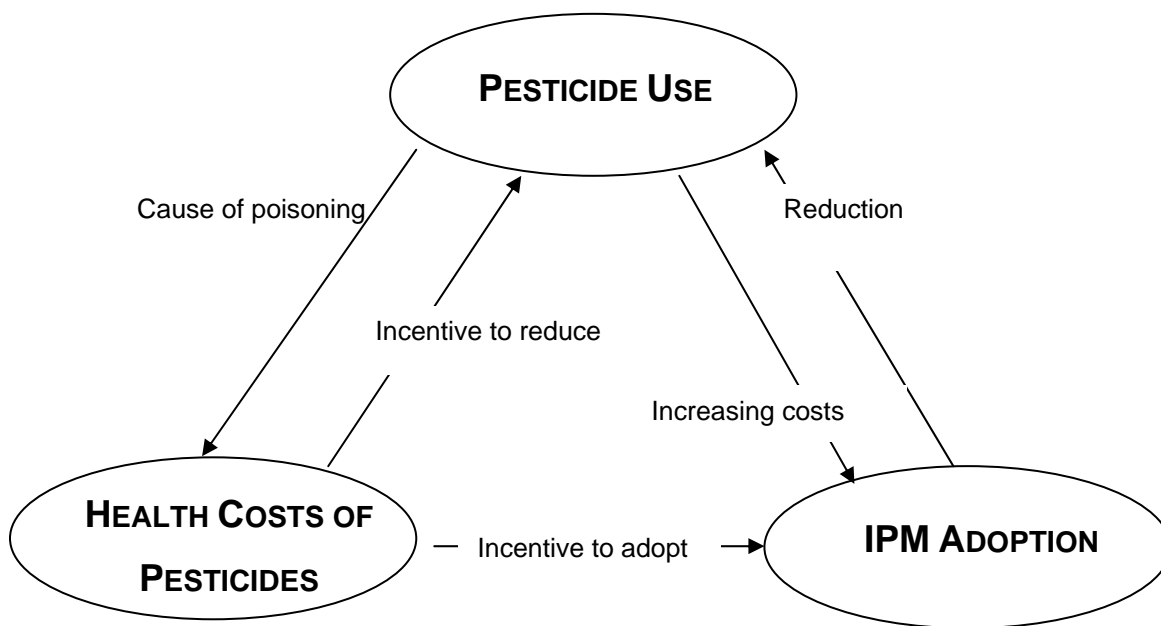 PESTICIDE USE
Cause of poisoning
Reduction
Incentive to reduce
Increasing costs
HEALTH COSTS OF
PESTICIDES
Incentive to adopt
IPM ADOPTION